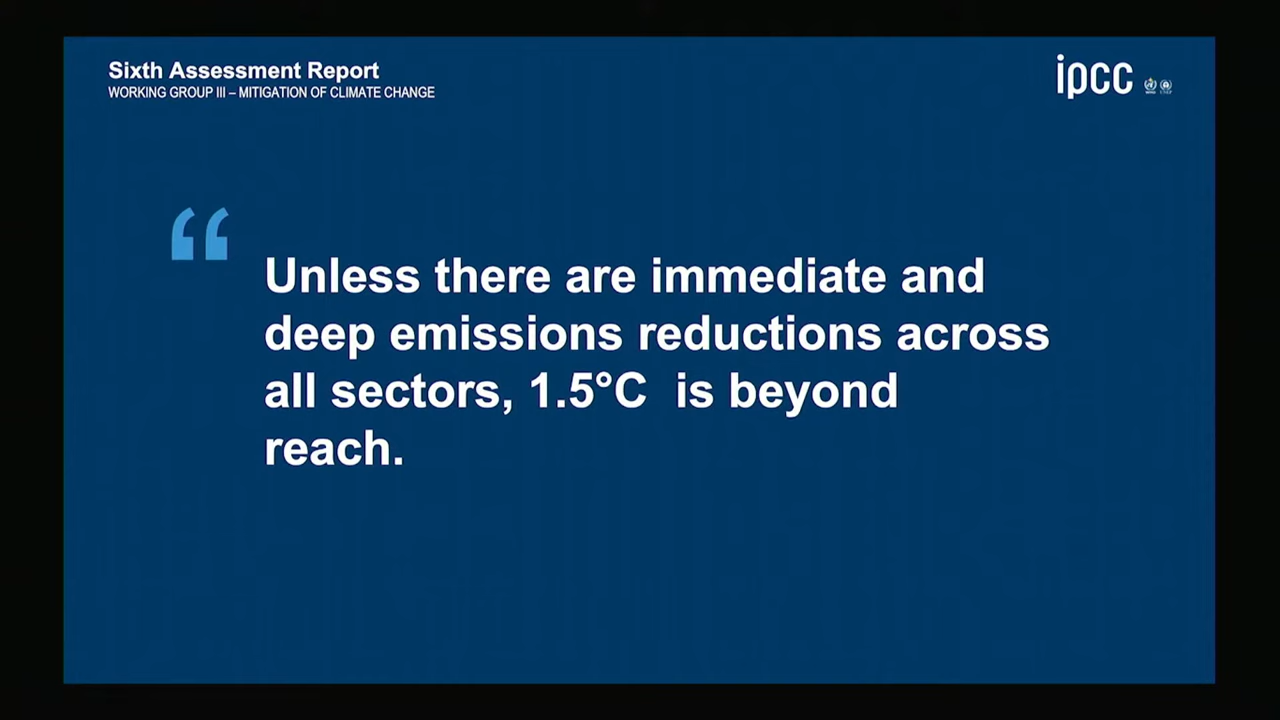 Sixth Assessment Report
WORKING GROUP III – MITIGATION OF CLIMATE CHANGE
ipcc
“
Unless there are immediate and
deep emissions reductions across
all sectors, 1.5°C  is beyond
reach.